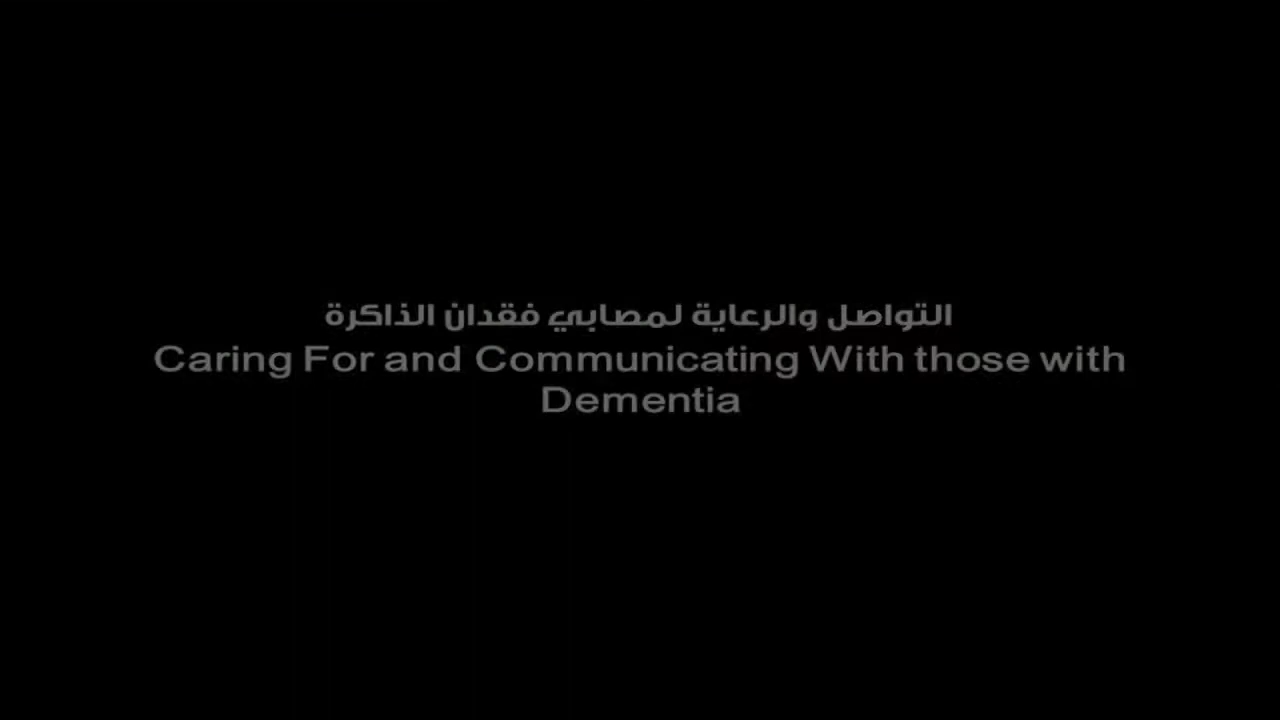 التواصل والرعاية لمصابي فقدان الذاكرة
Caring For and Communicating With those with
Dementia